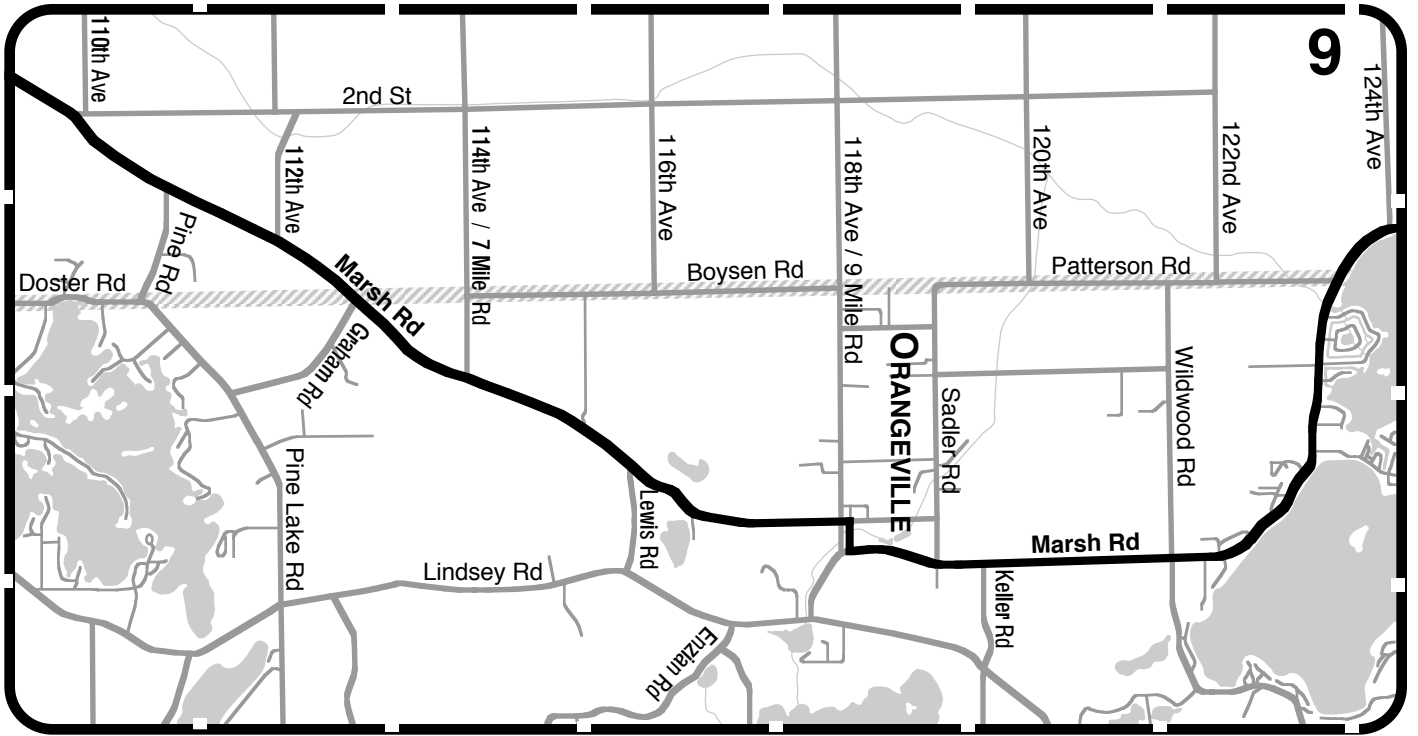 110th Ave
9
124th Ave
2nd St
112th Ave
114th Ave / 7 Mile Rd
116th Ave
118th Ave / 9 Mile Rd
120th Ave
122nd Ave
Pine Rd
Doster Rd
Marsh Rd
Boysen Rd
Patterson Rd
Graham Rd
ORANGEVILLE
Sadler Rd
Wildwood Rd
Pine Lake Rd
Lewis Rd
Marsh Rd
Lindsey Rd
Keller Rd
Enzian Rd